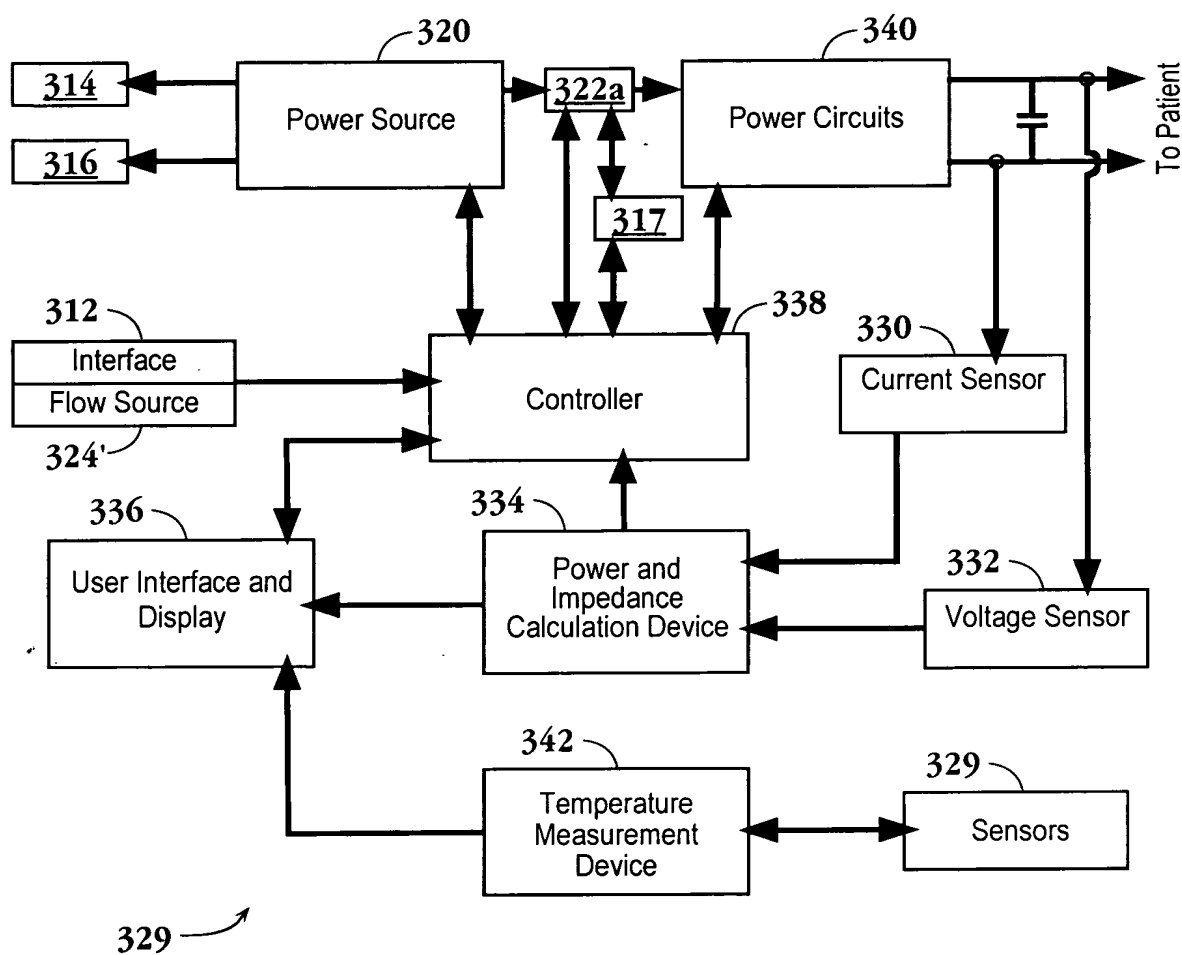 320
340
314
322a
Power Source
Power Circuits
316
To Patient
317
312
338
330
Interface
Current Sensor
Flow Source
Controller
324'
336
334
332
User Interface and
Display
Power and
Impedance
Calculation Device
Voltage Sensor
342
329
Temperature
Measurement
Device
Sensors
329